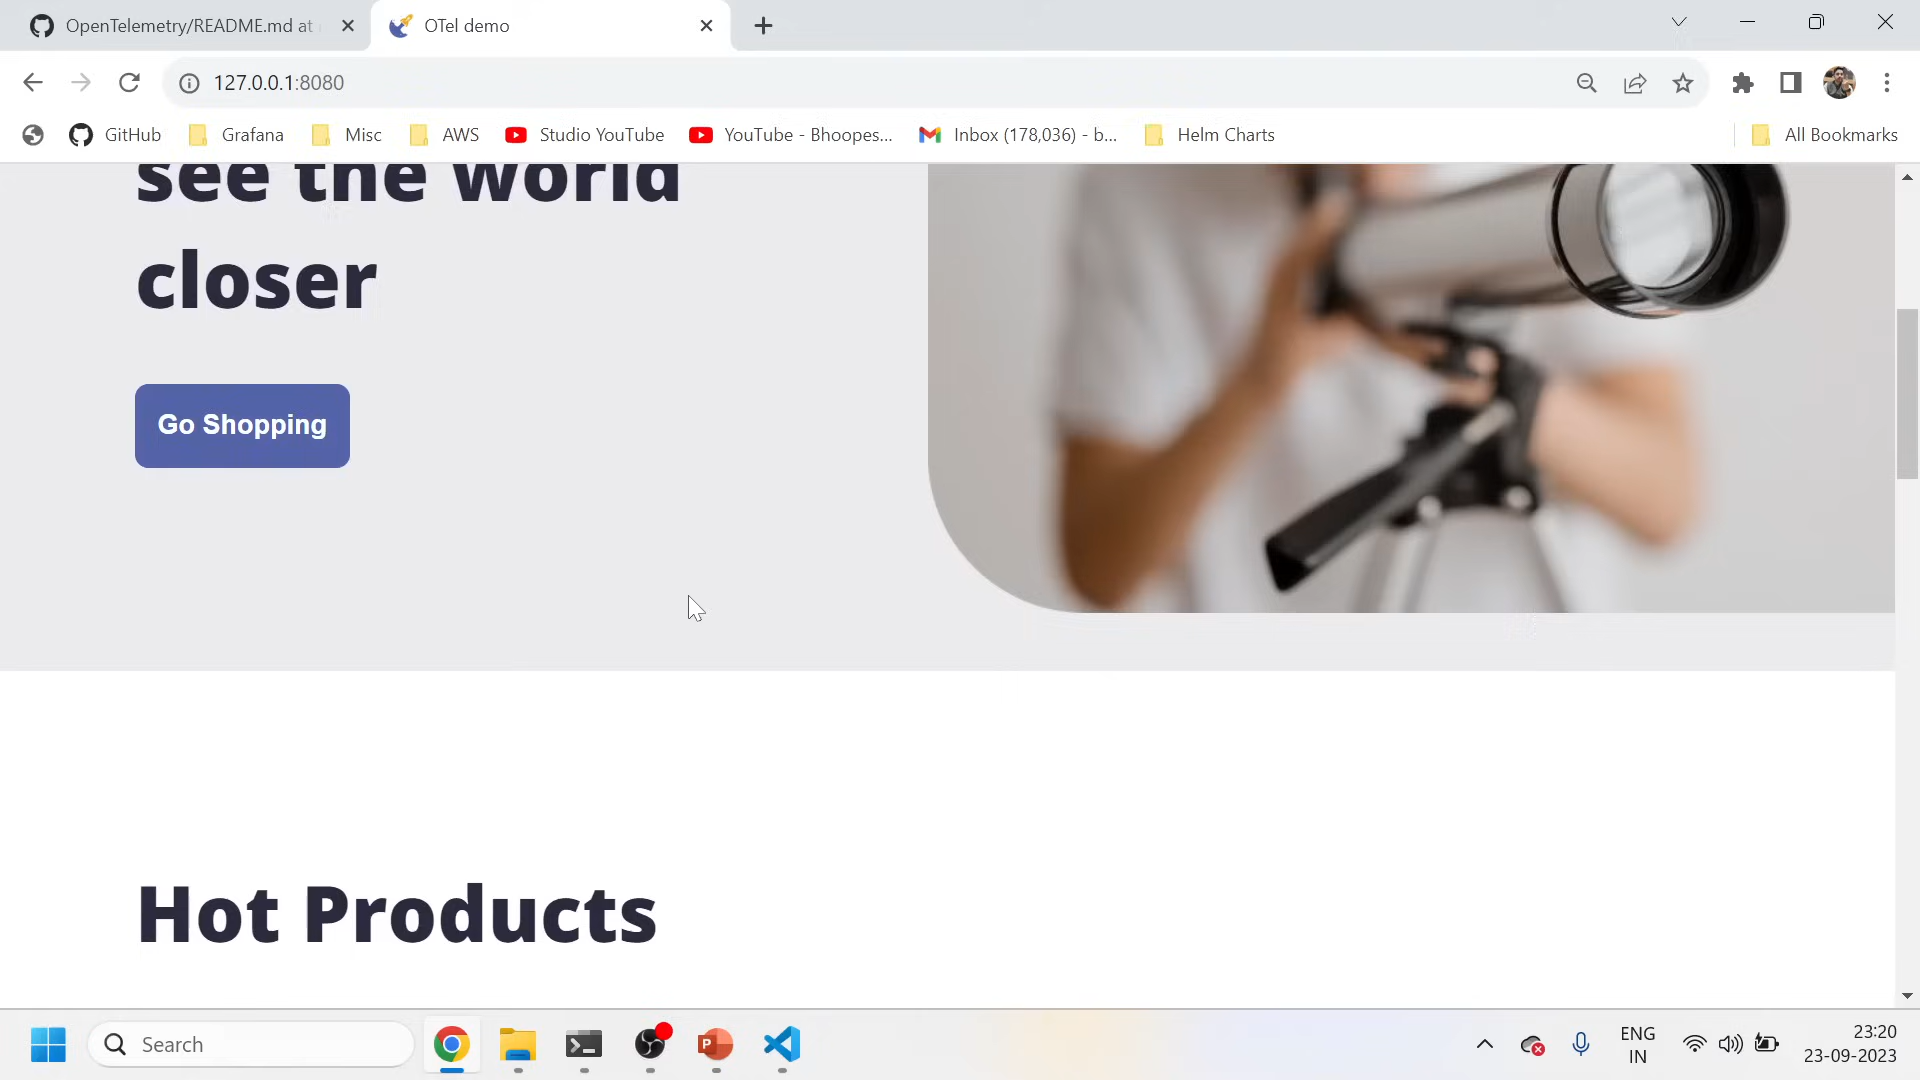 OpenTelemetry/README.md at
OTel demo
127.0.0.1:8080
GitHub
Grafana
Misc
AWS
Studio YouTube
YouTube - Bhoopes...
Inbox (178,036) - b...
Helm Charts
All Bookmarks
see the world
closer
Go Shopping
Hot Products
Search
ENG
IN
23:20
23-09-2023